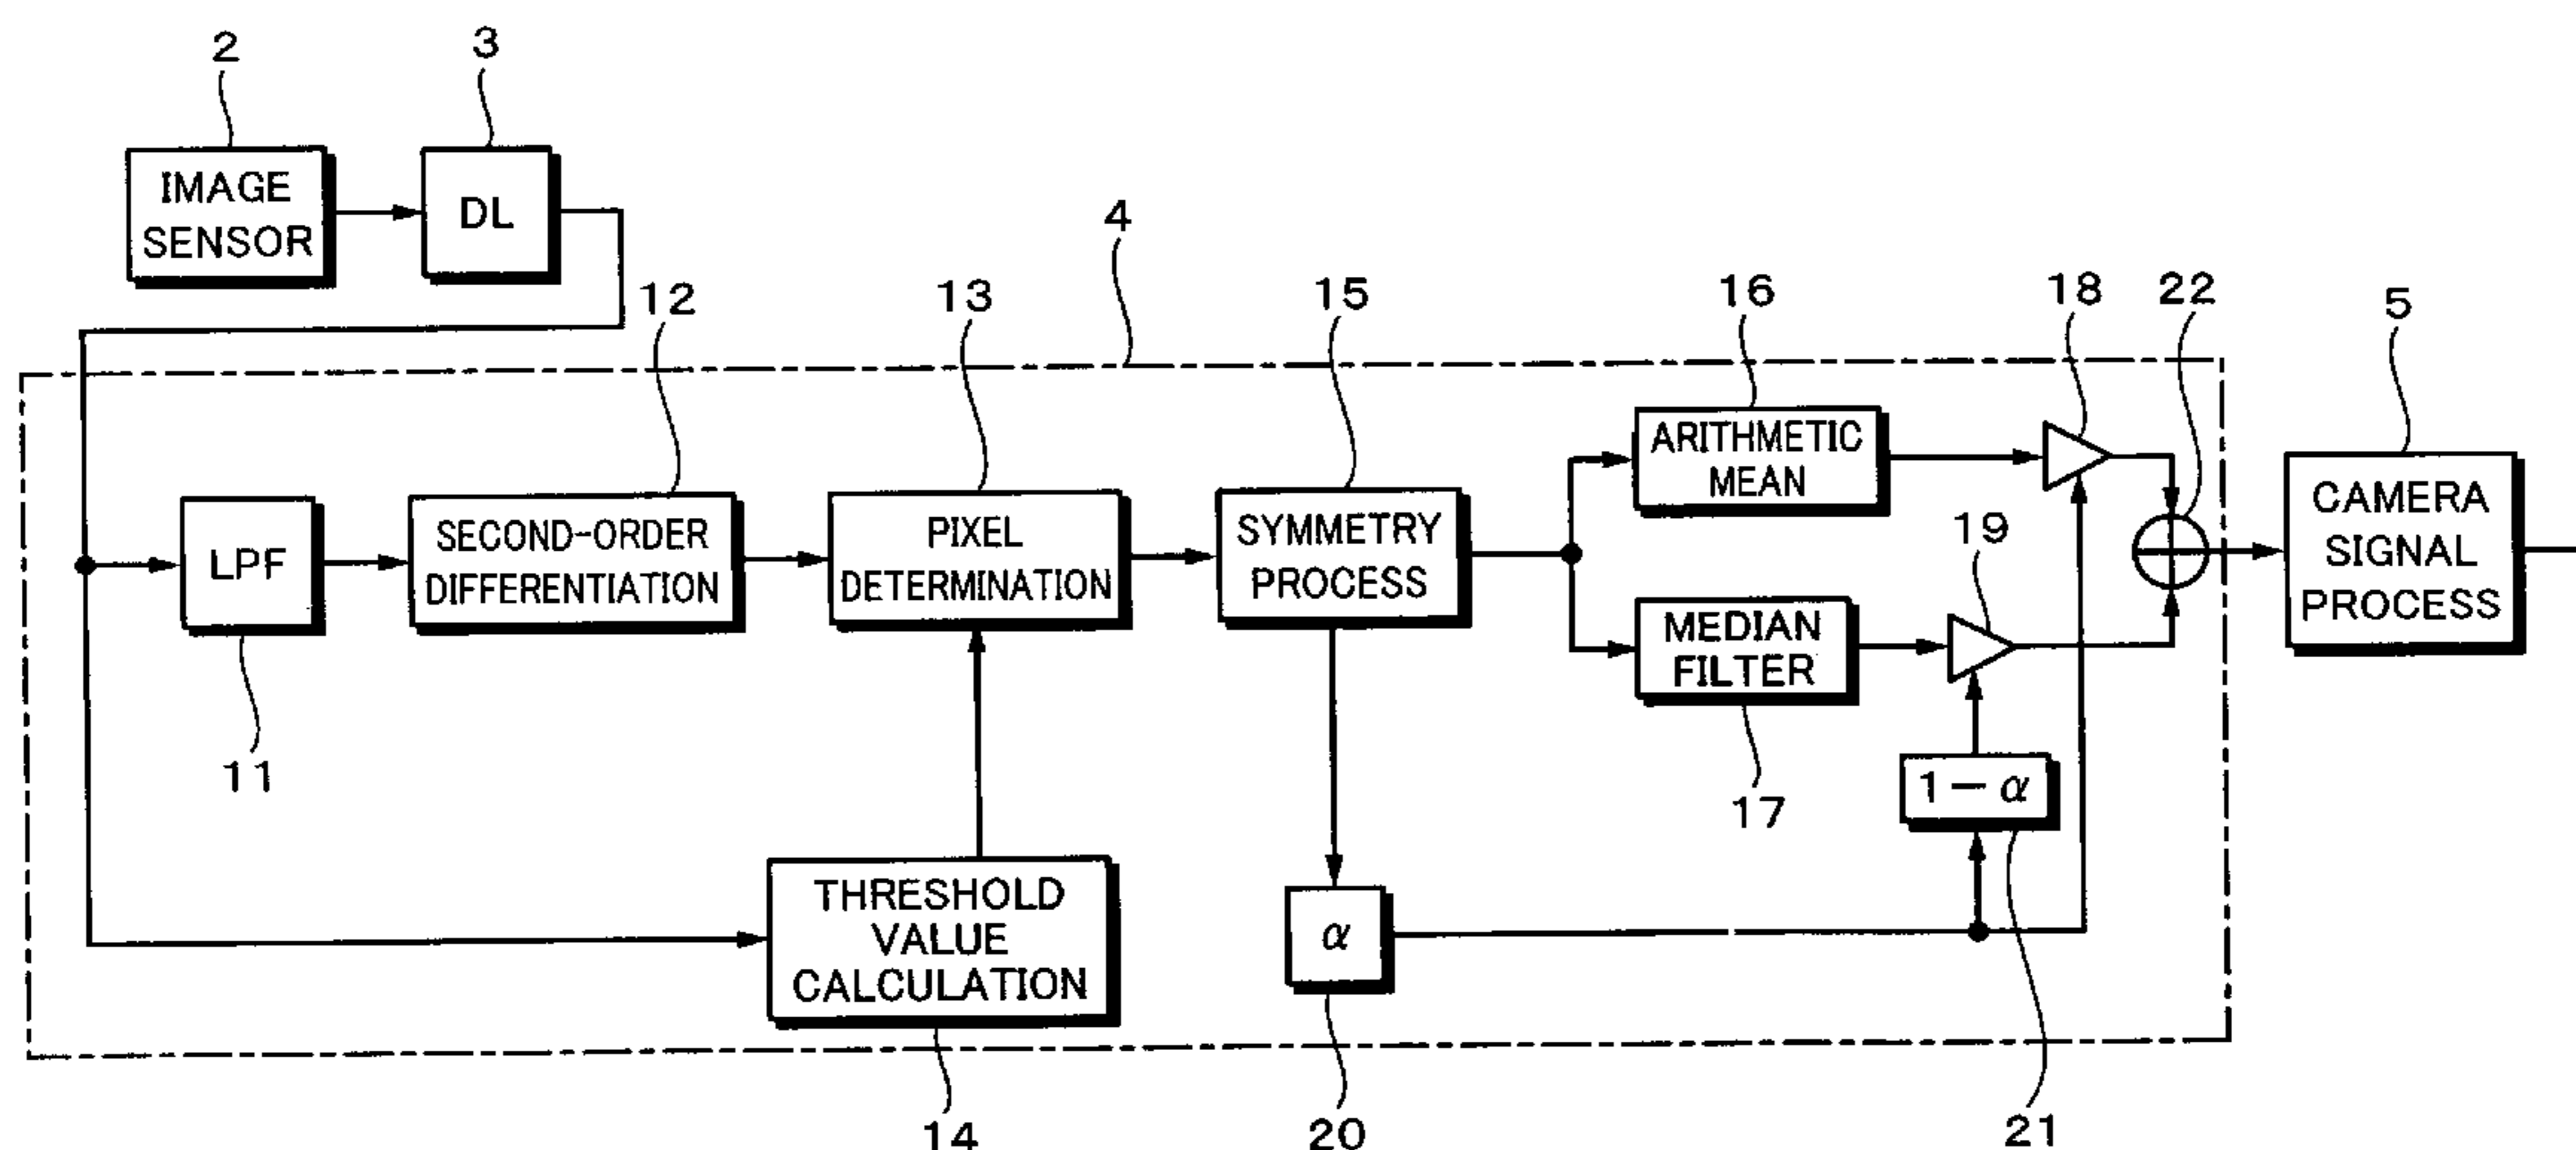 2
3
IMAGE
SENSOR
DL
4
12
13
15
16
18
22
5
LPF
SECOND-ORDER
DIFFERENTIATION
PIXEL
DETERMINATION
SYMMETRY
PROCESS
ARITHMETIC
MEAN
19
MEDIAN
FILTER
CAMERA
SIGNAL
PROCESS
11
17
1－α
THRESHOLD
VALUE
CALCULATION
α
14
20
21